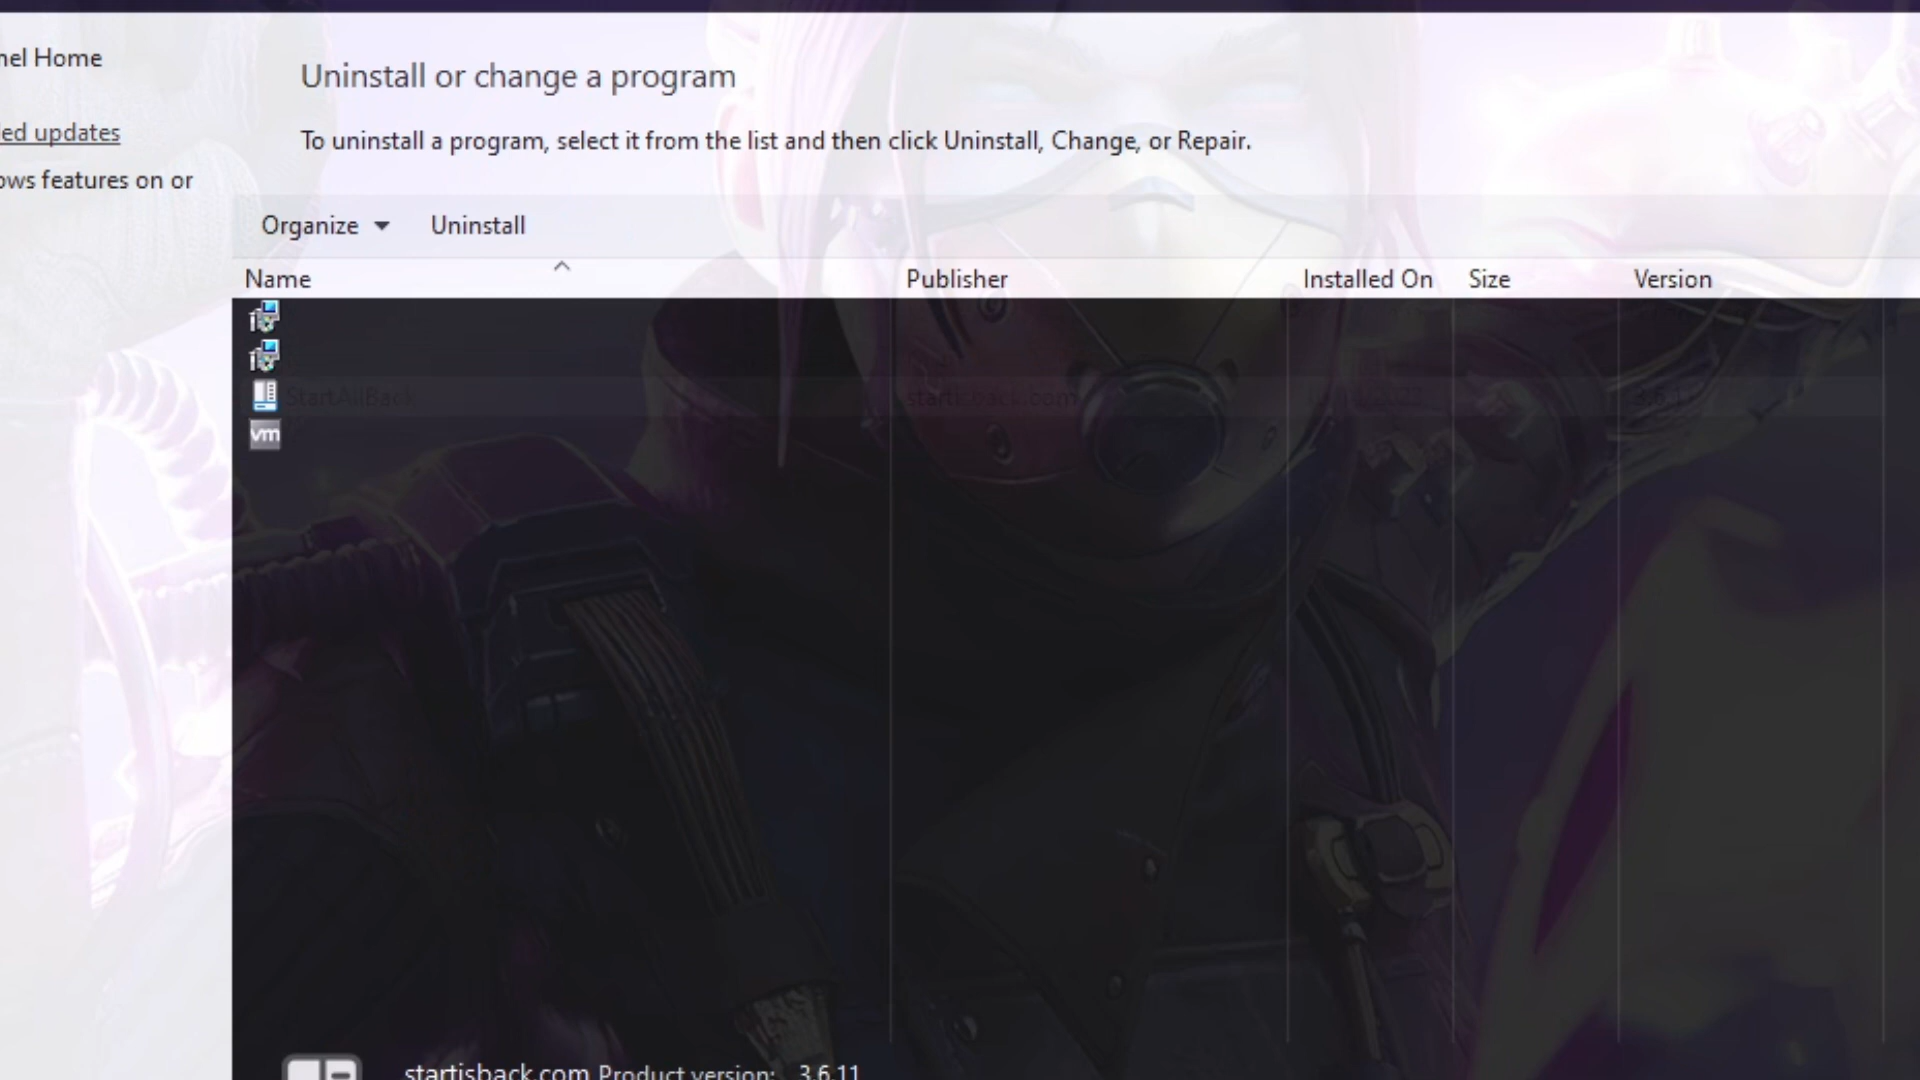 nel Home
Uninstall or change a program
led updates
To uninstall a program, select it from the list and then click Uninstall, Change, or Repair.
ows features on or
Organize Uninstall
Name Publisher Installed On Size Version
StartAllBack
vm
startisback.com Product version: 3.6.11